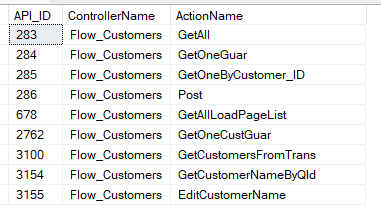 API_ID ControllerName ActionName
283 Flow_Customers GetAll
284 Flow_Customers GetOneGuar
285 Flow_Customers GetOneByCustomer_ID
286 Flow_Customers Post
678 Flow_Customers GetAllLoadPageList
2762 Flow_Customers GetOneCustGuar
3100 Flow_Customers GetCustomersFromTrans
3154 Flow_Customers GetCustomerNameByQId
3155 Flow_Customers EditCustomerName